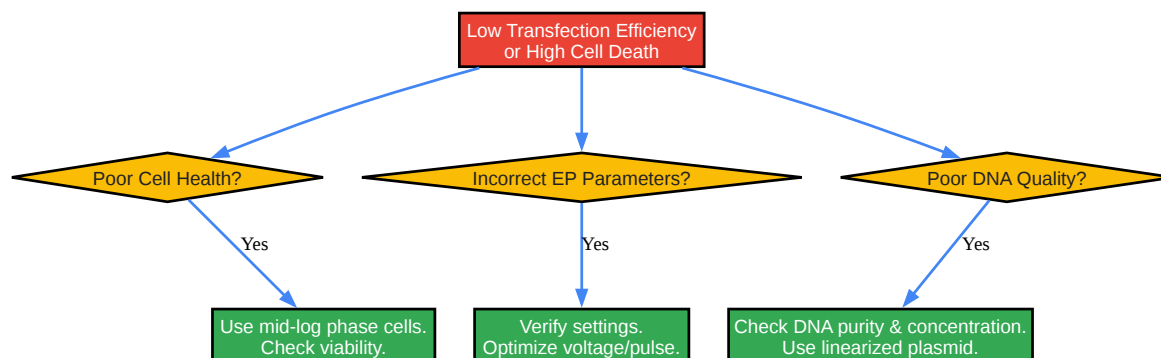 Low Transfection Efficiency
or High Cell Death
Poor Cell Health?
Incorrect EP Parameters?
Poor DNA Quality?
Yes
Yes
Yes
Use mid-log phase cells.
Check viability.
Verify settings.
Optimize voltage/pulse.
Check DNA purity & concentration.
Use linearized plasmid.